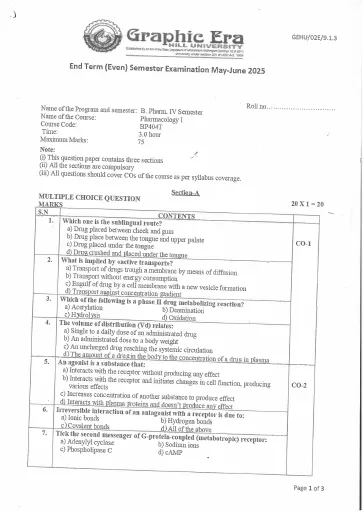 Graphic Era
HILL UNIVERSITY
GEHU/02E/9.1.3
End Term (Even) Semester Examination May-June 2025
Roll no
Name of the Program and semester: B. Pharm. IV Semester
Name of the Course: Pharmacology I
Course Code: BP404T
Time: 3.0 hour
Maximum Marks: 75
Note:
(i) This question paper contains three sections
(ii) All the sections are compulsory
(iii) All questions should cover COs of the course as per syllabus coverage.
Section-A
MULTIPLE CHOICE QUESTION 20 X 1 = 20
MARKS
S.N CONTENTS
1. Which one is the sublingual route?
a) Drug placed between cheek and gum
b) Drug place between the tongue and upper palate
c) Drug placed under the tongue
d) Drug crushed and placed under the tongue
CO-1
2. What is implied by «active transport»?
a) Transport of drugs trough a membrane by means of diffusion
b) Transport without energy consumption
c) Engulf of drug by a cell membrane with a new vesicle formation
d) Transport against concentration gradient
3. Which of the following is a phase II drug metabolizing reaction?
a) Acetylation b) Deamination
c) Hydrolysis d) Oxidation
4. The volume of distribution (Vd) relates:
a) Single to a daily dose of an administrated drug
b) An administrated dose to a body weight
c) An uncharged drug reaching the systemic circulation
d) The amount of a drug in the body to the concentration of a drug in plasma
5. An agonist is a substance that:
a) Interacts with the receptor without producing any effect
b) Interacts with the receptor and initiates changes in cell function, producing
various effects
c) Increases concentration of another substance to produce effect
d) Interacts with plasma proteins and doesn't produce any effect
CO-2
6. Irreversible interaction of an antagonist with a receptor is due to:
a) Ionic bonds b) Hydrogen bonds
c) Covalent bonds d) All of the above
7. Tick the second messenger of G-protein-coupled (metabotropic) receptor:
a) Adenylyl cyclase b) Sodium ions
c) Phospholipase C d) cAMP
Page 1 of 3